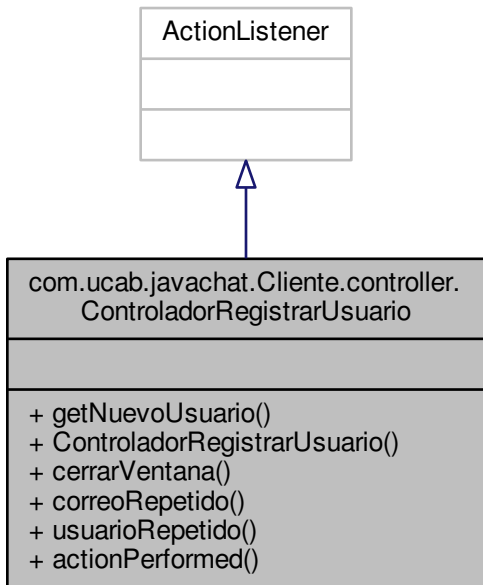 ActionListener
com.ucab.javachat.Cliente.controller.
ControladorRegistrarUsuario
+ getNuevoUsuario()
+ ControladorRegistrarUsuario()
+ cerrarVentana()
+ correoRepetido()
+ usuarioRepetido()
+ actionPerformed()